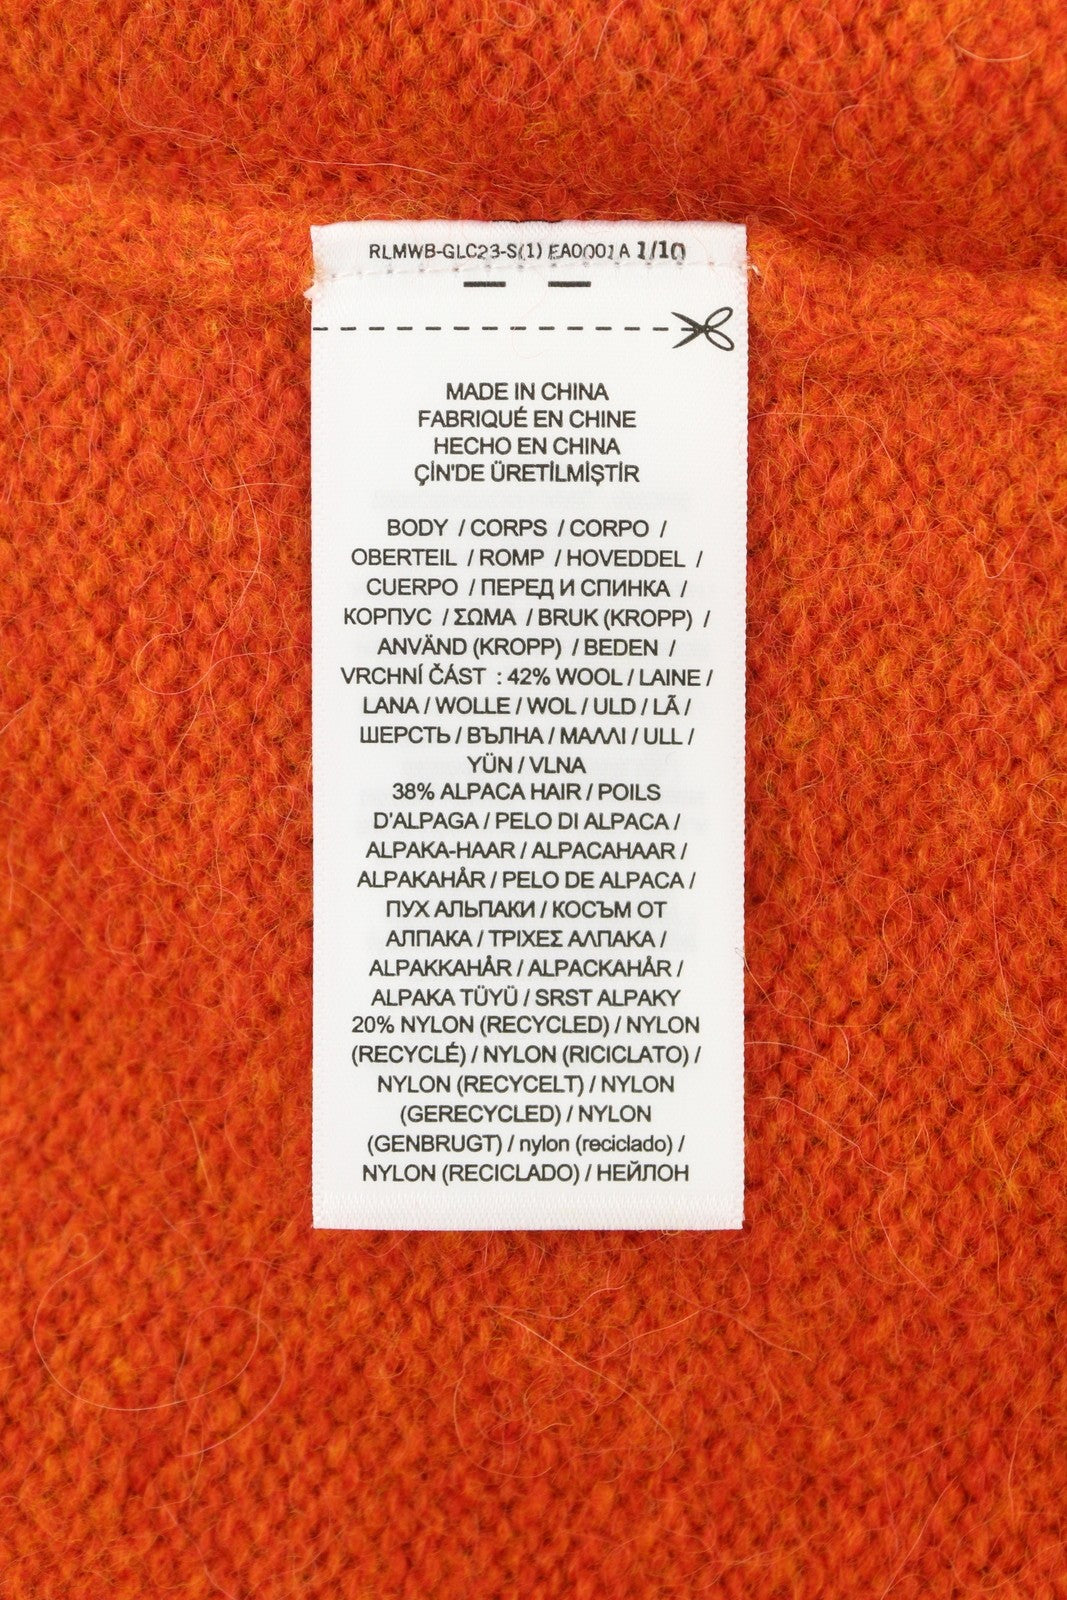 RLMWB-GLC23-S(1) EA0001A 1/10
MADE IN CHINA
FABRIQUÉ EN CHINE
HECHO EN CHINA
ÇİN'DE ÜRETİLMİŞTİR
BODY / CORPS / CORPO /
OBERTEIL / ROMP / HOVEDDEL /
CUERPO / ПЕРЕД И СПИНКА /
КОРПУС / ΣΩΜΑ / BRUK (KROPP) /
ANVÄND (KROPP) / BEDEN /
VRCHNÍ ČÁST : 42% WOOL / LAINE /
LANA / WOLLE / WOL / ULD / LÃ /
ШЕРСТЬ / ВЪЛНА / ΜΑΛΛΙ / ULL /
YÜN / VLNA
38% ALPACA HAIR / POILS
D'ALPAGA / PELO DI ALPACA /
ALPAKA-HAAR / ALPACAHAAR /
ALPAKAHÅR / PELO DE ALPACA /
ПУХ АЛЬПАКИ / КОСЪМ ОТ
АЛПАКА / ΤΡΙΧΕΣ ΑΛΠΑΚΑ /
ALPAKKAHÅR / ALPACKAHÅR /
ALPAKA TÜYÜ / SRST ALPAKY
20% NYLON (RECYCLED) / NYLON
(RECYCLÉ) / NYLON (RICICLATO) /
NYLON (RECYCELT) / NYLON
(GERECYCLED) / NYLON
(GENBRUGT) / nylon (reciclado) /
NYLON (RECICLADO) / НЕЙЛОН